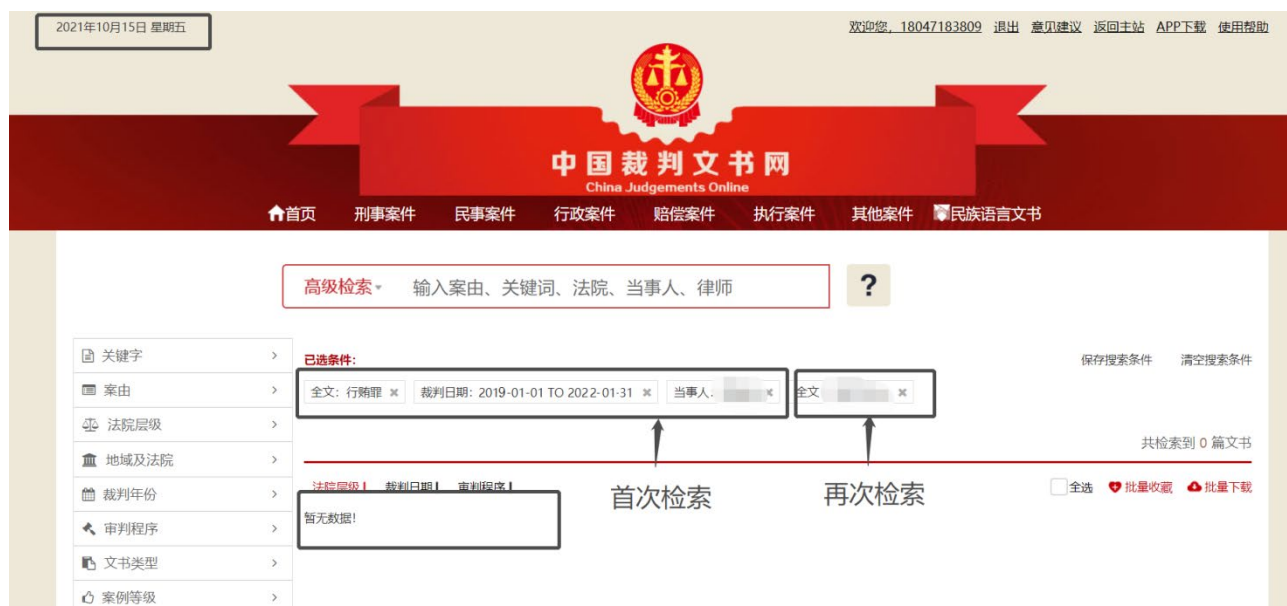 2021年10月15日 星期五
欢迎您，18047183809 退出 意见建议 返回主站 APP下载 使用帮助
中国裁判文书网
China Judgements Online
首页 刑事案件 民事案件 行政案件 赔偿案件 执行案件 其他案件 民族语言文书
高级检索 输入案由、关键词、法院、当事人、律师 ?
关键字
已选条件:
保存搜索条件 清空搜索条件
案由
全文: 行贿罪 × 裁判日期: 2019-01-01 TO 2022-01-31 × 当事人: × 全文 ×
法院层级
共检索到 0 篇文书
地域及法院
裁判年份
法院层级 裁判日期 审判程序
首次检索 再次检索
全选 批量收藏 批量下载
暂无数据!
审判程序
文书类型
案例等级